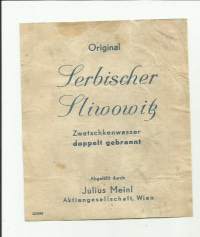 Original
Serbischer
Sliwowitz
Zwetschkenwasser
doppelt gebrannt
Abgefüllt durch
Julius Meinl
Aktiengesellschaft, Wien